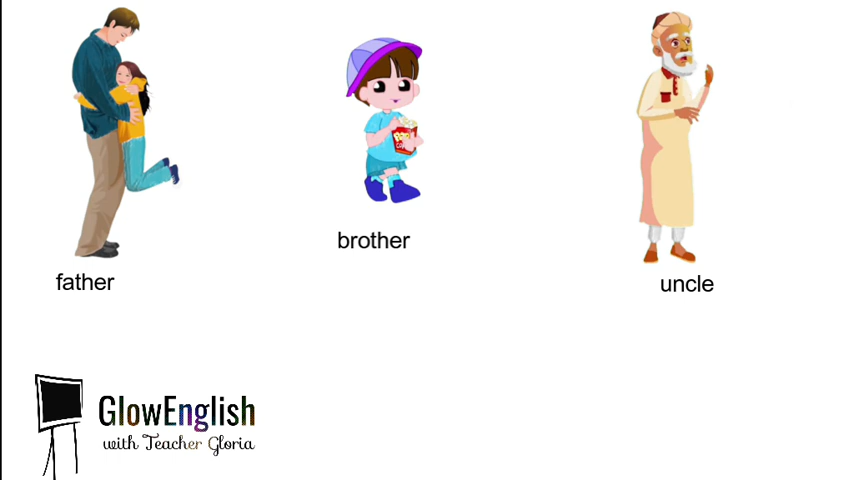 father
brother
uncle
GlowEnglish
with Teacher Gloria